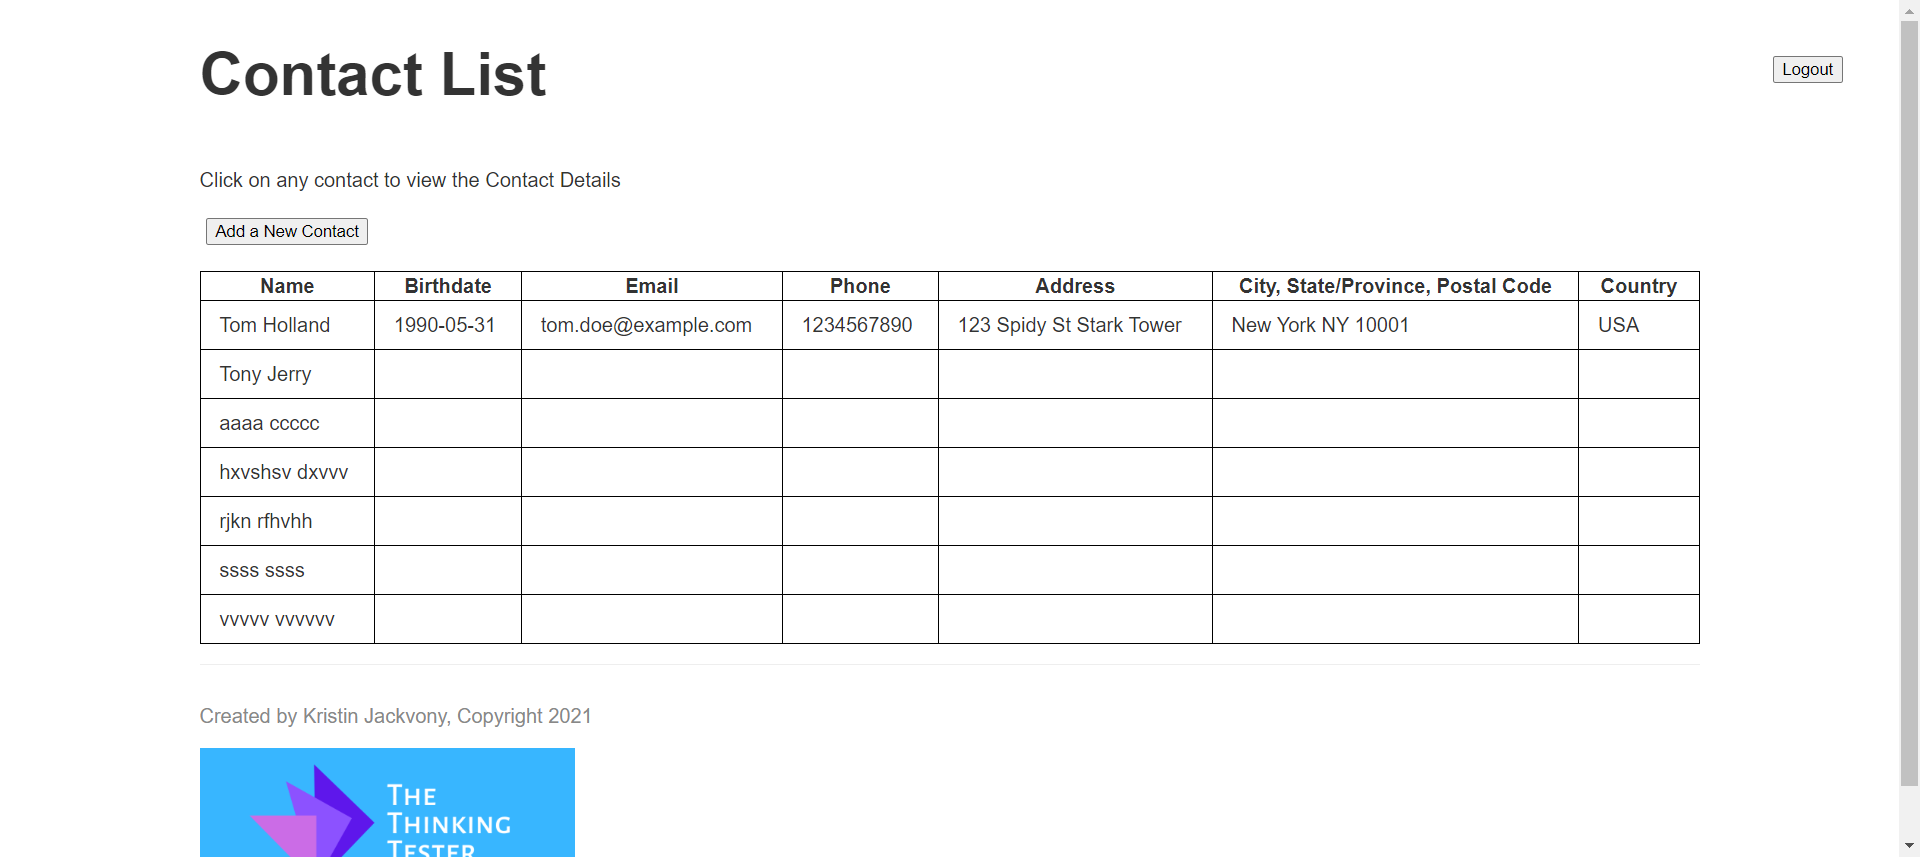 Contact List
Logout
Click on any contact to view the Contact Details
Add a New Contact
Name Birthdate Email Phone Address City, State/Province, Postal Code Country
Tom Holland 1990-05-31 tom.doe@example.com 1234567890 123 Spidy St Stark Tower New York NY 10001 USA
Tony Jerry
aaaa ccccc
hxvshsv dxvvv
rjkn rfhvhh
ssss ssss
vvvvv vvvvvv
Created by Kristin Jackvony, Copyright 2021
THE
THINKING
TESTER